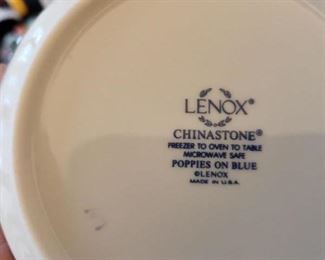 LENOX®
CHINASTONE®
FREEZER TO OVEN TO TABLE
MICROWAVE SAFE
POPPIES ON BLUE
©LENOX
MADE IN U.S.A.